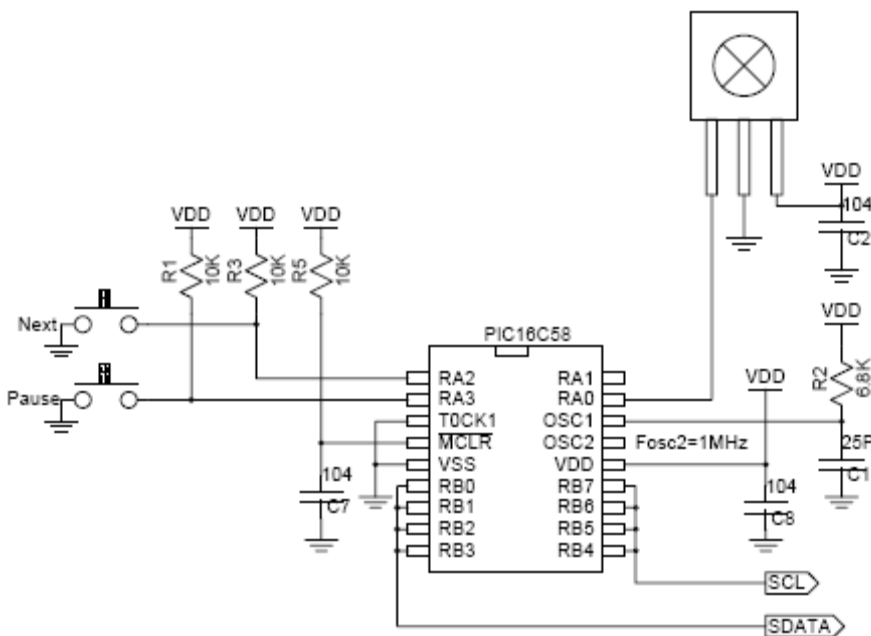 VDD
104
C2
VDD
VDD
VDD
R1
10K
R3
10K
R5
10K
Next
VDD
PIC16C58
R2
6.8K
RA2
RA1
VDD
Pause
RA3
RA0
T0CK1
OSC1
MCLR
OSC2
Fosc2=1MHz
25P
VSS
VDD
C1
104
C7
RB0
RB7
104
C8
RB1
RB6
RB2
RB5
RB3
RB4
SCL
SDATA